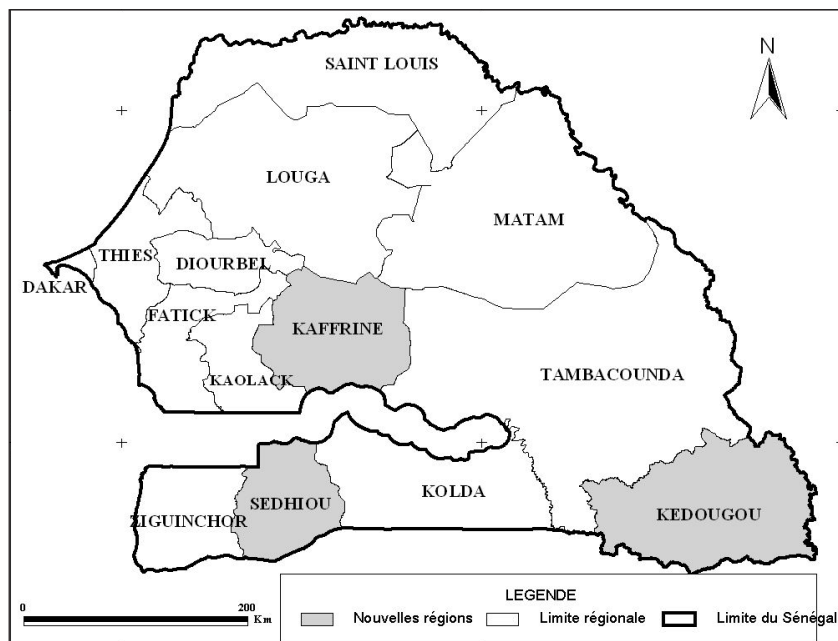 N
SAINT LOUIS
LOUGA
MATAM
THIES
DIOURBEL
DAKAR
FATICK
KAFFRINE
KAOLACK
TAMBACOUNDA
KOLDA
SEDHIOU
ZIGUINCHOR
KEDOUGOU
LEGENDE
0 200
Km
Nouvelles régions Limite régionale Limite du Sénégal